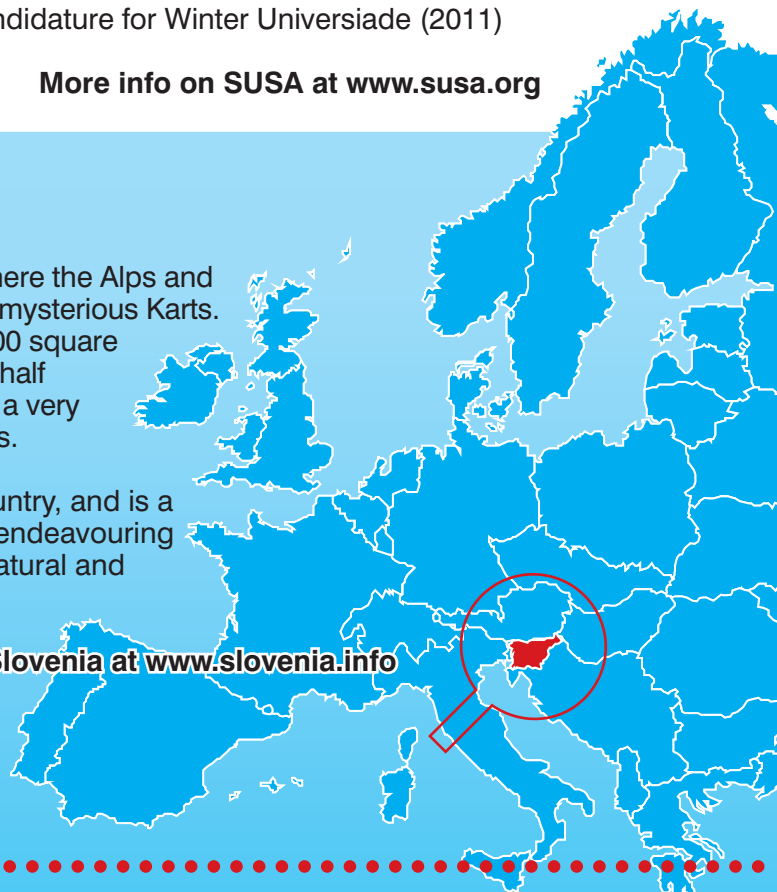 ndidature for Winter Universiade (2011)
More info on SUSA at www.susa.org
here the Alps and
mysterious Karts.
00 square
half
a very
s.
untry, and is a
endeavouring
atural and
Slovenia at www.slovenia.info